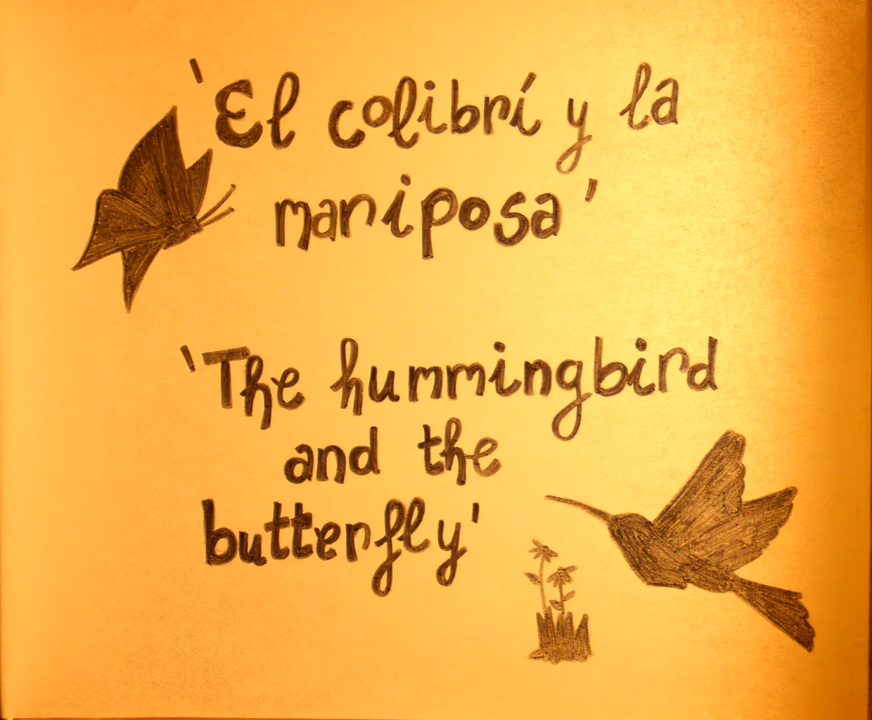 'El colibrí y la
mariposa'
'The hummingbird
and the
butterfly'